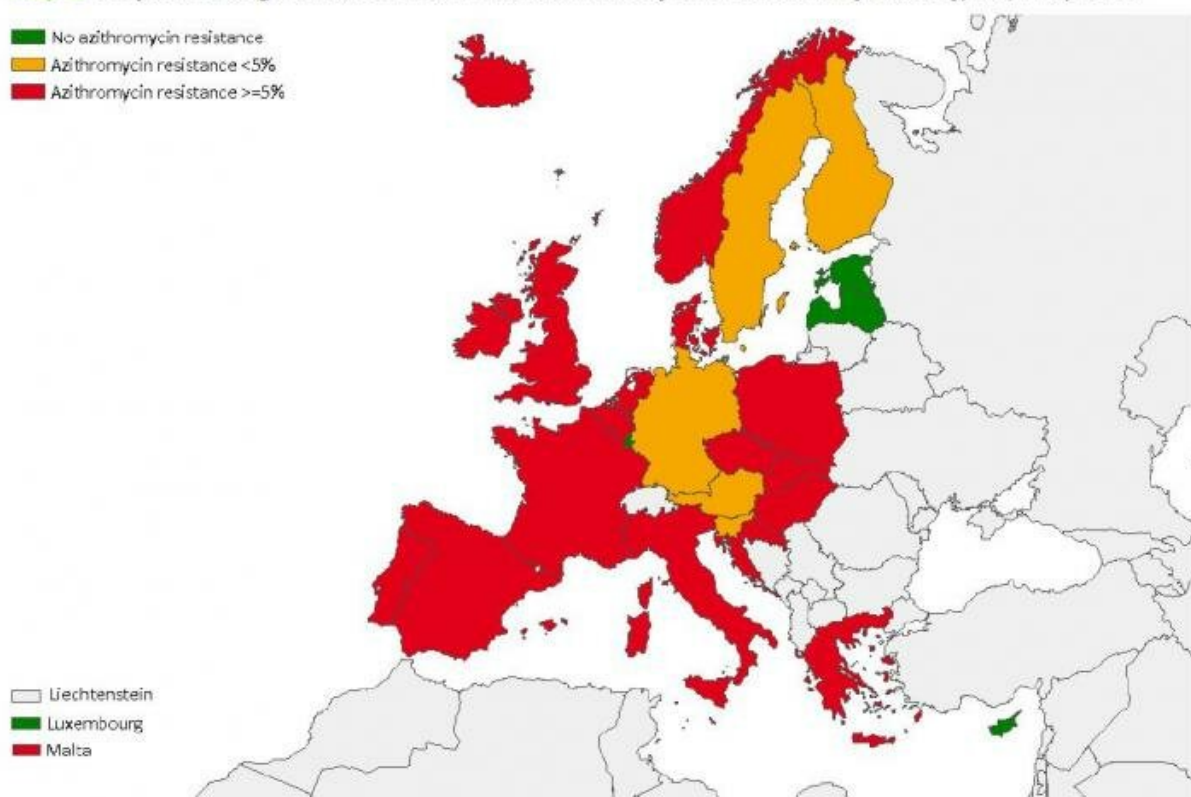 No azithromycin resistance
Azithromycin resistance <5%
Azithromycin resistance >=5%
Liechtenstein
Luxembourg
Malta